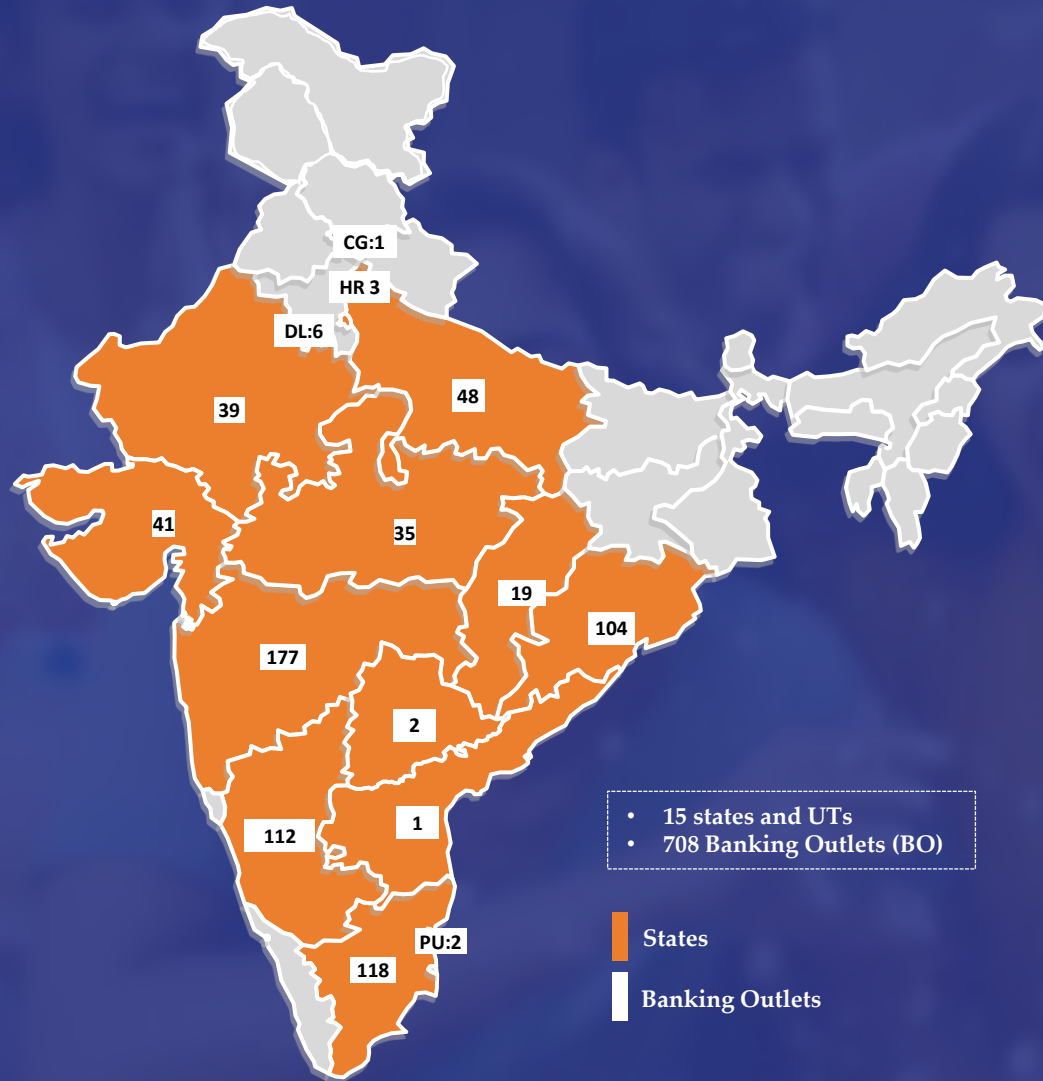 CG:1
HR 3
DL:6
39
48
41
35
19
104
177
2
1
112
PU:2
118
• 15 states and UTs
• 708 Banking Outlets (BO)
States
Banking Outlets